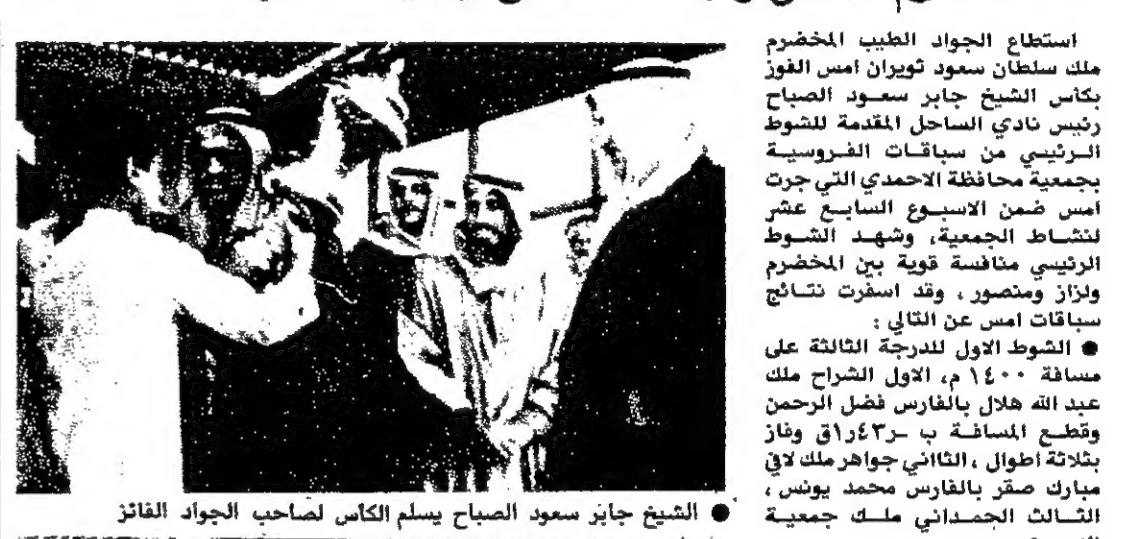 استطاع الجواد الطيب المخضرم
ملك سلطان سعود ثويران امس الفوز
بكاس الشيخ جابر سعود الصباح
رئيس نادي الساحل المقدمة للشوط
الرئيسي من سباقات الفروسية
بجمعية محافظة الاحمدي التي جرت
امس ضمن الاسبوع السابع عشر
لنشاط الجمعية، وشهد الشوط
الرئيسي منافسة قوية بين المخضرم
ولزاز ومنصور، وقد اسفرت نتائج
سباقات امس عن التالي :
● الشوط الاول للدرجة الثالثة على
مسافة ١٤٠٠ م، الاول الشراح ملك
عبد الله هلال بالفارس فضل الرحمن
وقطع المسافة ب ـر٤٣ر١ق وفاز
بثلاثة اطوال ، الثااني جواهر ملك لافي
مبارك صقر بالفارس محمد يونس ،
الثالث الجمداني ملك جمعية
● الشيخ جابر سعود الصباح يسلم الكاس لصاحب الجواد الفائز